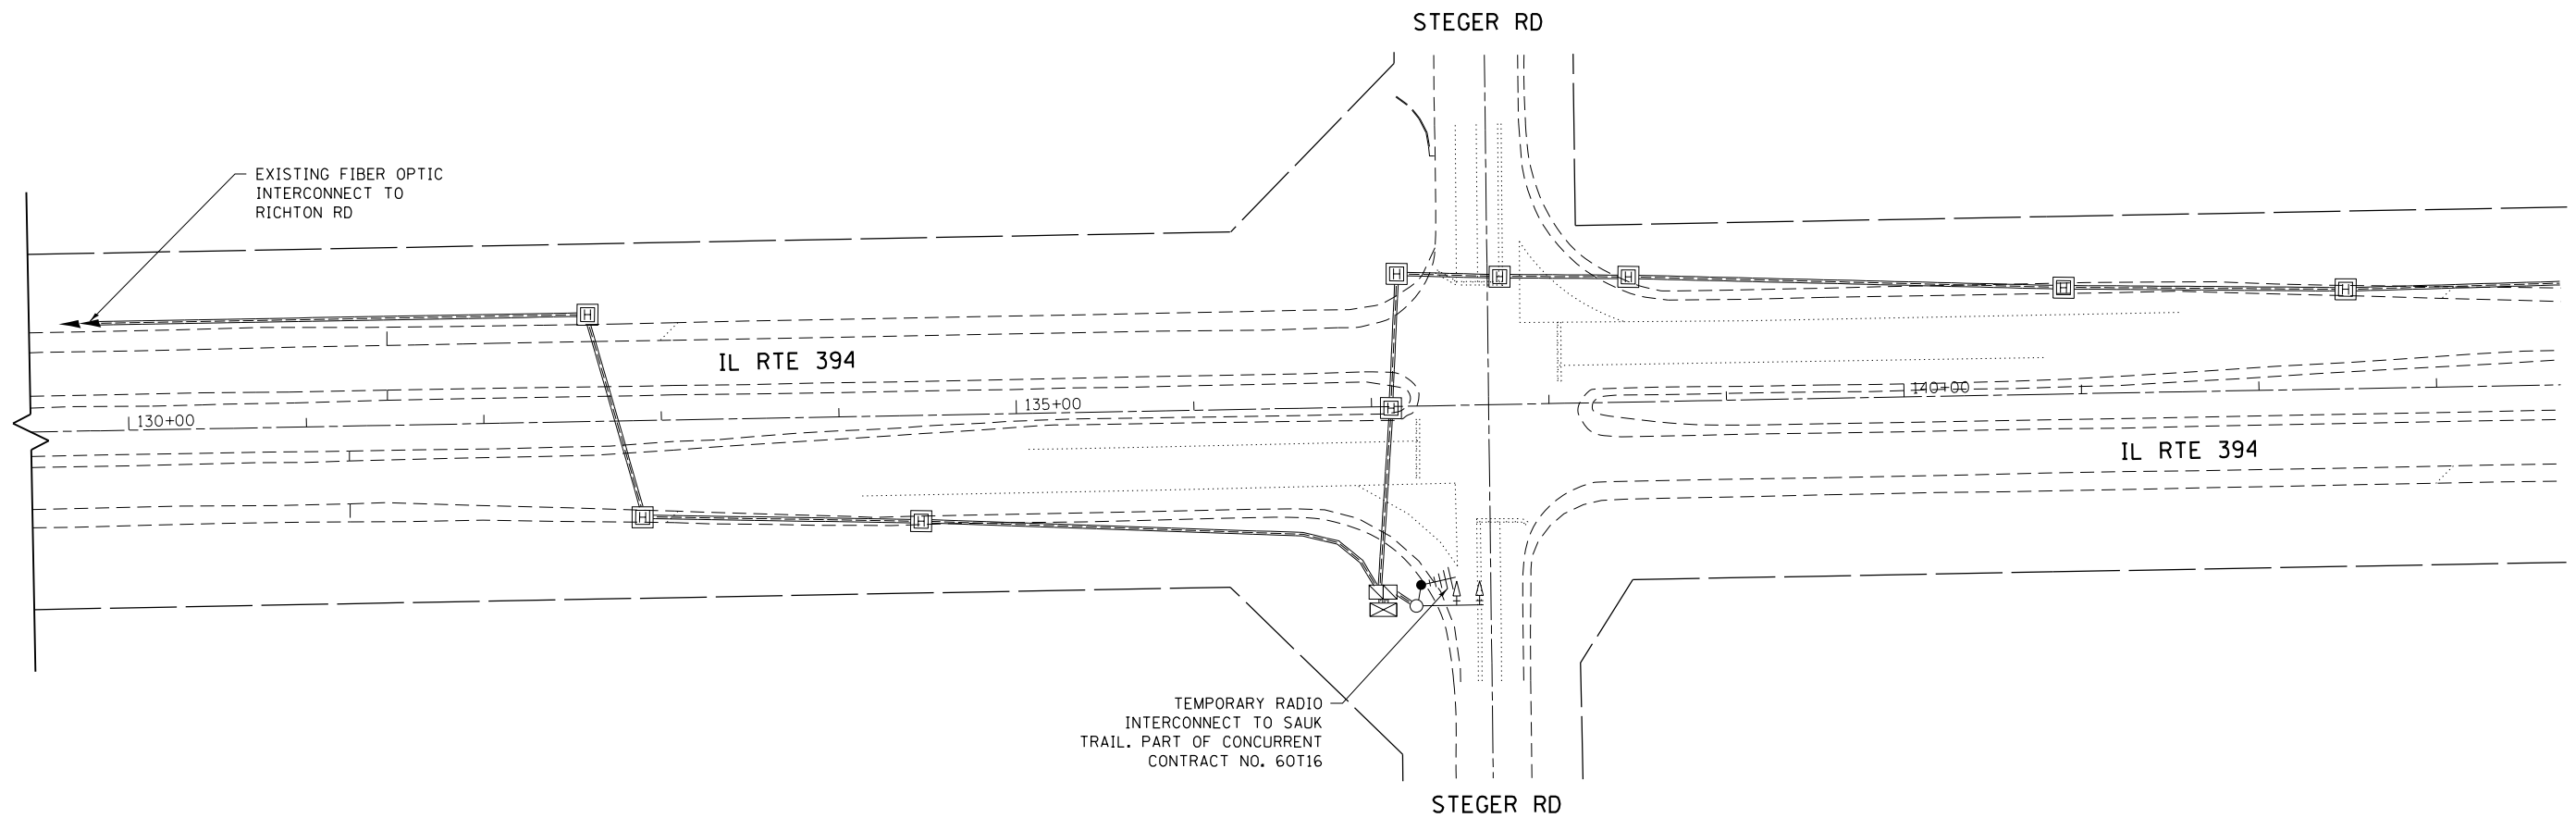 STEGER RD
EXISTING FIBER OPTIC
INTERCONNECT TO
RICHTON RD
H
H
H
H
H
H
IL RTE 394
140+00
135+00
H
130+00
IL RTE 394
H
H
TEMPORARY RADIO
INTERCONNECT TO SAUK
TRAIL. PART OF CONCURRENT
CONTRACT NO. 60T16
STEGER RD